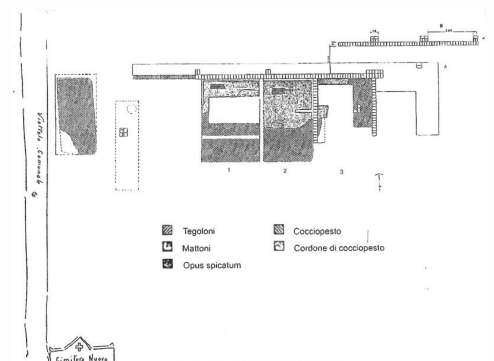 B
A
1
2
3
Tegoloni
Cocciopesto
Mattoni
Cordone di cocciopesto
Opus spicatum
Cimitero Nuovo